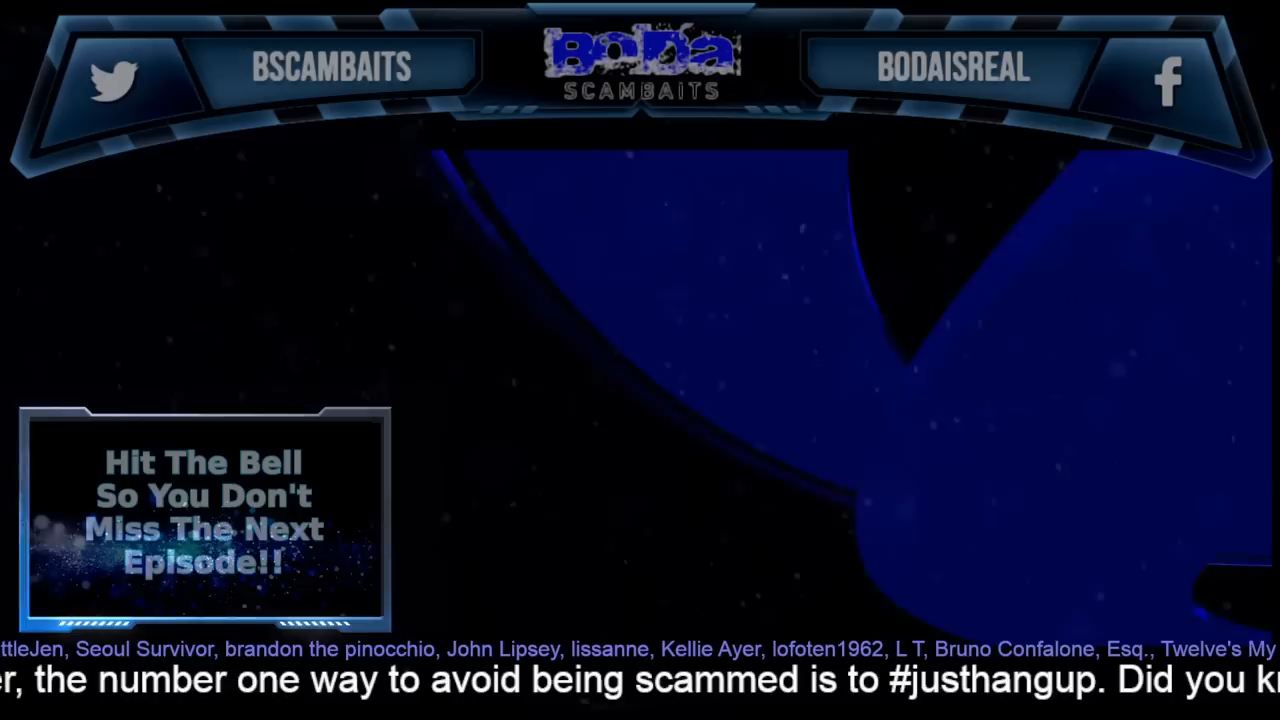 BSCAMBAITS
BoDa
SCAMBAITS
BODAISREAL
Hit The Bell
So You Don't
Miss The Next
Episode!!
ttleJen, Seoul Survivor, brandon the pinocchio, John Lipsey, lissanne, Kellie Ayer, lofoten1962, L T, Bruno Confalone, Esq., Twelve's My
er, the number one way to avoid being scammed is to #justhangup. Did you kn